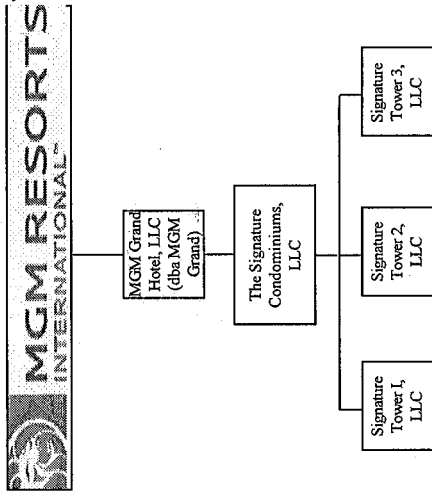 MGM RESORTS
INTERNATIONAL™
MGM Grand
Hotel, LLC
(dba MGM
Grand)
The Signature
Condominiums,
LLC
Signature
Tower I,
LLC
Signature
Tower 2,
LLC
Signature
Tower 3,
LLC